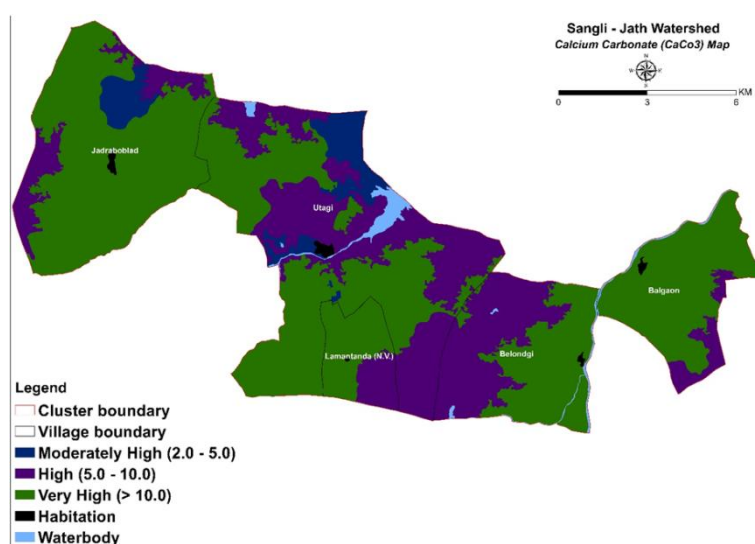 Sangli - Jath Watershed
Calcium Carbonate (CaCo3) Map
N
W E
S
KM
0 3 6
Jadraboblad
Utagi
Balgaon
Lamantanda (N.V.)
Belondgi
Legend
Cluster boundary
Village boundary
Moderately High (2.0 - 5.0)
High (5.0 - 10.0)
Very High (> 10.0)
Habitation
Waterbody